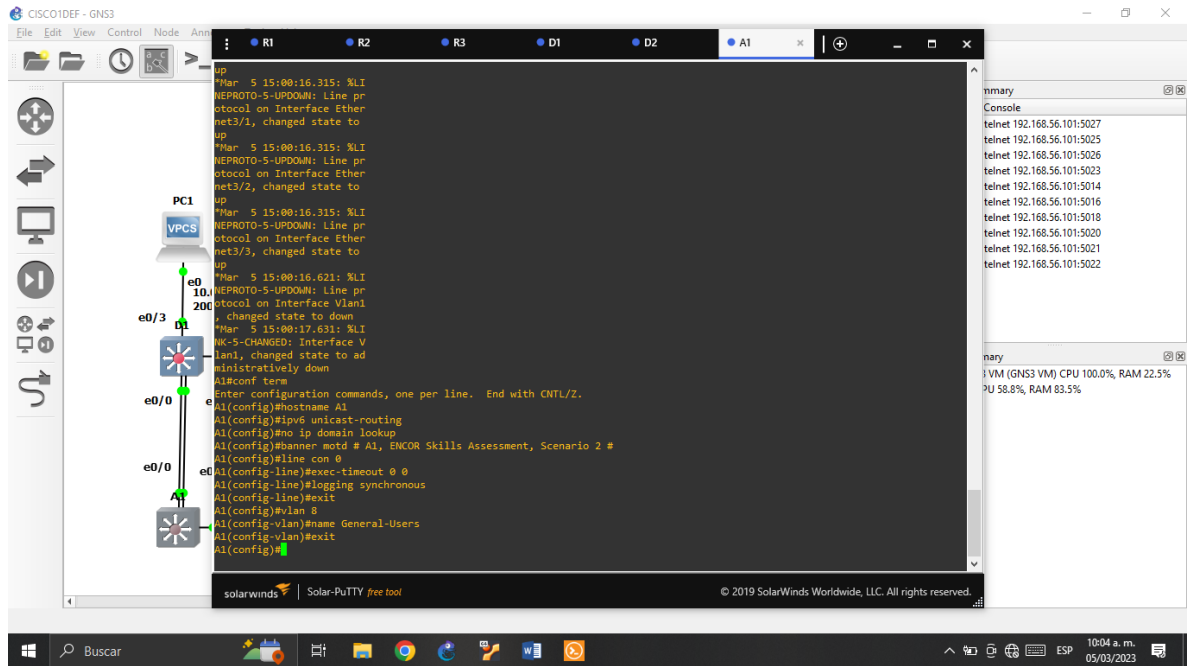 CISCO1DEF - GNS3
File Edit View Control Node
R1 R2 R3 D1 D2 A1
up
*Mar  5 15:00:16.315: %LI
NEPROTO-5-UPDOWN: Line pr
otocol on Interface Ether
net3/1, changed state to
up
*Mar  5 15:00:16.315: %LI
NEPROTO-5-UPDOWN: Line pr
otocol on Interface Ether
net3/2, changed state to
up
*Mar  5 15:00:16.315: %LI
NEPROTO-5-UPDOWN: Line pr
otocol on Interface Ether
net3/3, changed state to
up
*Mar  5 15:00:16.621: %LI
NEPROTO-5-UPDOWN: Line pr
otocol on Interface Vlan1
, changed state to down
*Mar  5 15:00:17.631: %LI
NK-5-CHANGED: Interface V
lan1, changed state to ad
ministratively down
A1#conf term
Enter configuration commands, one per line.  End with CNTL/Z.
A1(config)#hostname A1
A1(config)#ipv6 unicast-routing
A1(config)#no ip domain lookup
A1(config)#banner motd # A1, ENCOR Skills Assessment, Scenario 2 #
A1(config)#line con 0
A1(config-line)#exec-timeout 0 0
A1(config-line)#logging synchronous
A1(config-line)#exit
A1(config)#vlan 8
A1(config-vlan)#name General-Users
A1(config-vlan)#exit
A1(config)#
solarwinds Solar-PuTTY free tool © 2019 SolarWinds Worldwide, LLC. All rights reserved.
PC1
VPCS
e0
10.
200
e0/3
D1
e0/0
e0/0
A1
mmary
Console
telnet 192.168.56.101:5027
telnet 192.168.56.101:5025
telnet 192.168.56.101:5026
telnet 192.168.56.101:5023
telnet 192.168.56.101:5014
telnet 192.168.56.101:5016
telnet 192.168.56.101:5018
telnet 192.168.56.101:5020
telnet 192.168.56.101:5021
telnet 192.168.56.101:5022
mary
VM (GNS3 VM) CPU 100.0%, RAM 22.5%
PU 58.8%, RAM 83.5%
Buscar
ESP
10:04 a. m.
05/03/2023